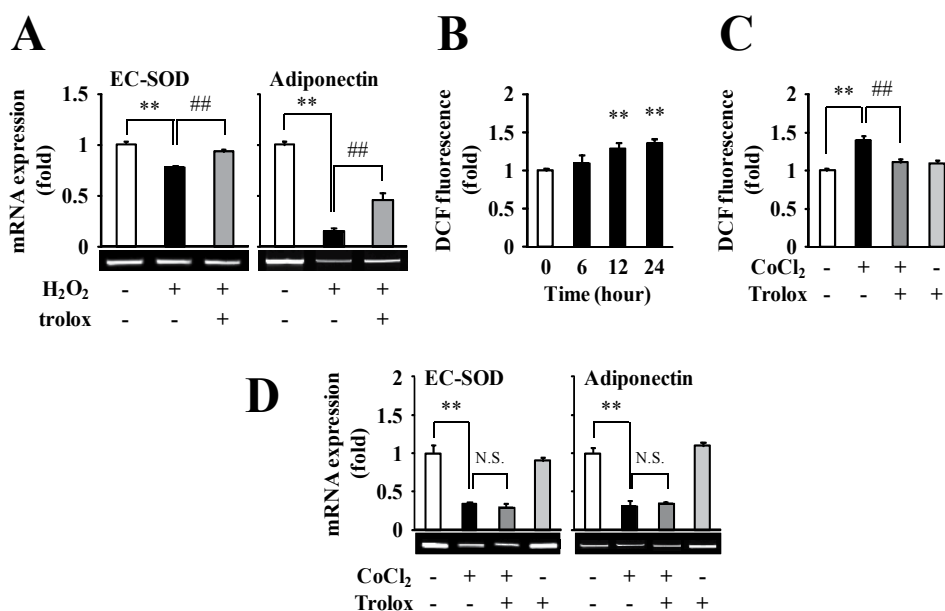 A
EC-SOD
Adiponectin
mRNA expression
(fold)
1.5
1
0.5
0
**
##
**
##
H₂O₂ - + + - + +
trolox - - + - - +
B
DCF fluorescence
(fold)
2
1.5
1
0.5
0
**
**
0 6 12 24
Time (hour)
C
DCF fluorescence
(fold)
2
1.5
1
0.5
0
**
##
CoCl₂ - + + -
Trolox - - + +
D
EC-SOD
Adiponectin
mRNA expression
(fold)
2
1.5
1
0.5
0
**
N.S.
**
N.S.
CoCl₂ - + + - - + + -
Trolox - - + + - - + +